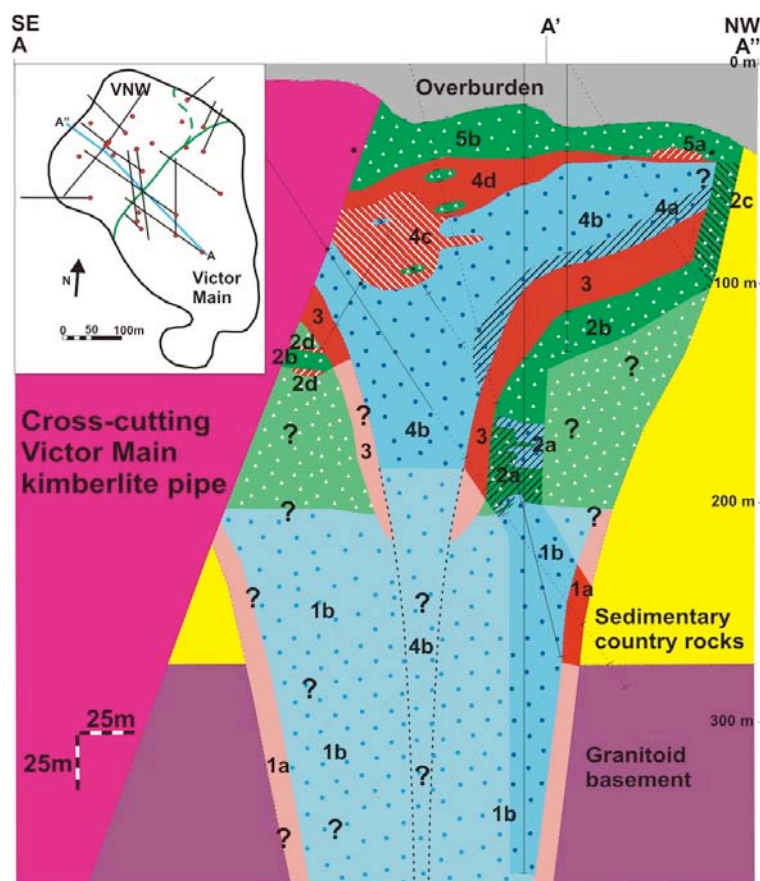 SE
A
A'
NW
A"
0 m
VNW
A"
A
N
Victor
Main
0 50 100m
Overburden
5b
5a
4d
?
2c
4c
4b
4a
100 m
3
3
2d
2b
2b
2d
?
?
?
4b
3
3
2a
2a
?
Cross-cutting
Victor Main
kimberlite pipe
?
?
200 m
1b
?
1b
?
4b
1a
Sedimentary
country rocks
25m
25m
?
1b
1a
?
1b
300 m
Granitoid
basement
?
?